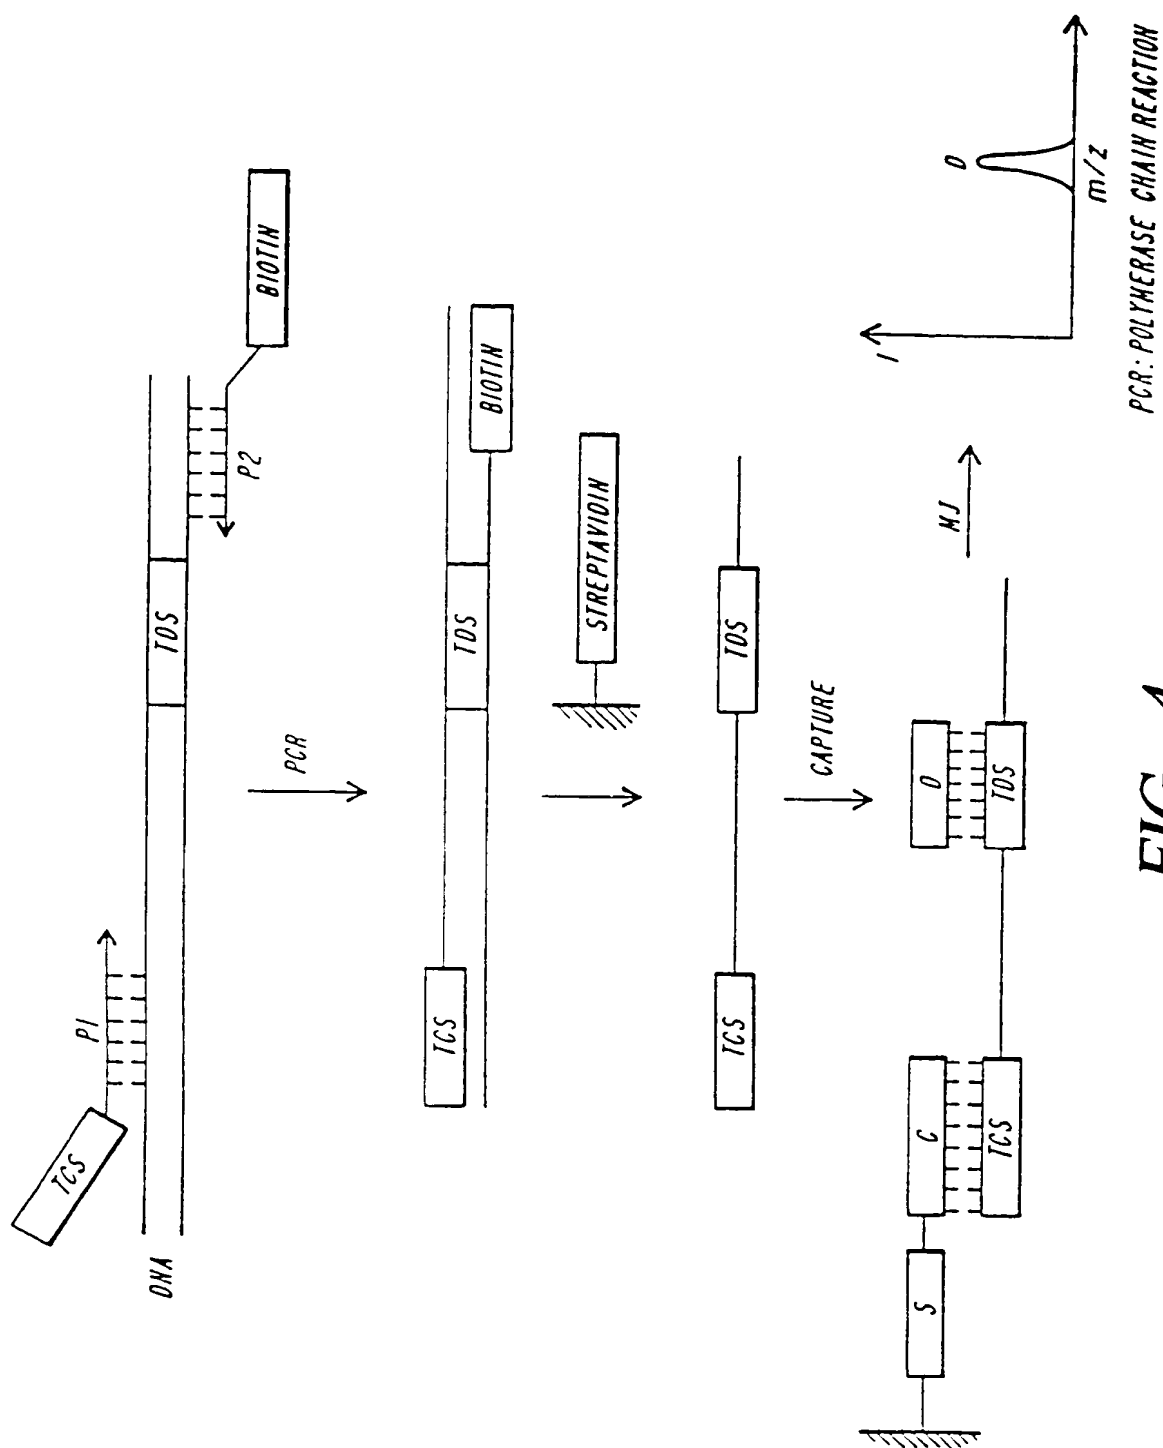 TCS
P1
DNA
TDS
P2
BIOTIN
PCR
TCS
TDS
BIOTIN
STREPTAVIDIN
TCS
TDS
CAPTURE
S
C
TCS
D
TDS
MJ
I
D
m/z
PCR: POLYMERASE CHAIN REACTION